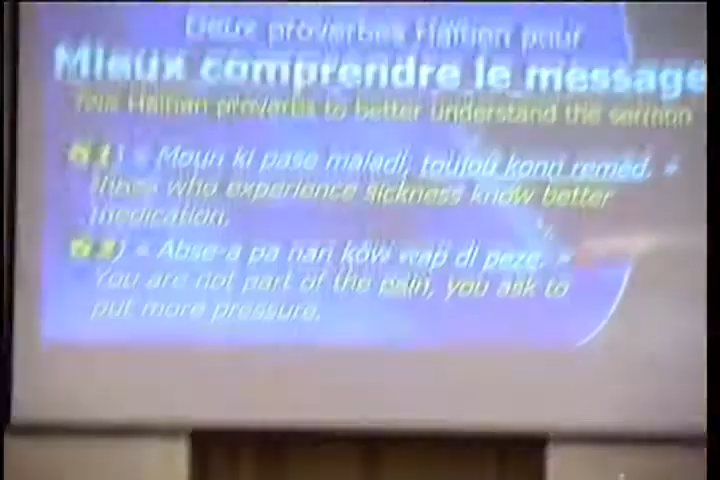 Deux proverbes Haïtien pour
Mieux comprendre le message
Two Haitian proverbs to better understand the sermon
1) « Moun ki pase maladi, toujou konn remed. »
those who experience sickness know better
medication.
) « Abse-a pa nan kòw wap di peze. »
You are not part of the pain, you ask to
put more pressure.